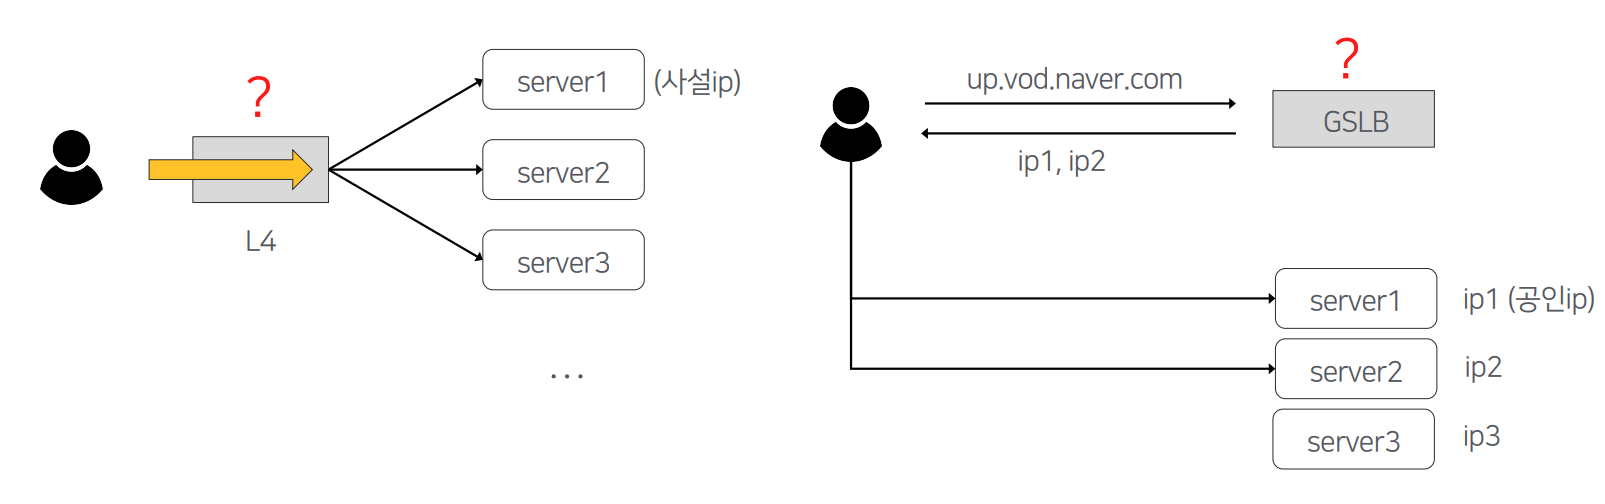 ?
server1 (사설ip)
server2
L4
server3
...
?
up.vod.naver.com
GSLB
ip1, ip2
server1 ip1 (공인ip)
server2 ip2
server3 ip3